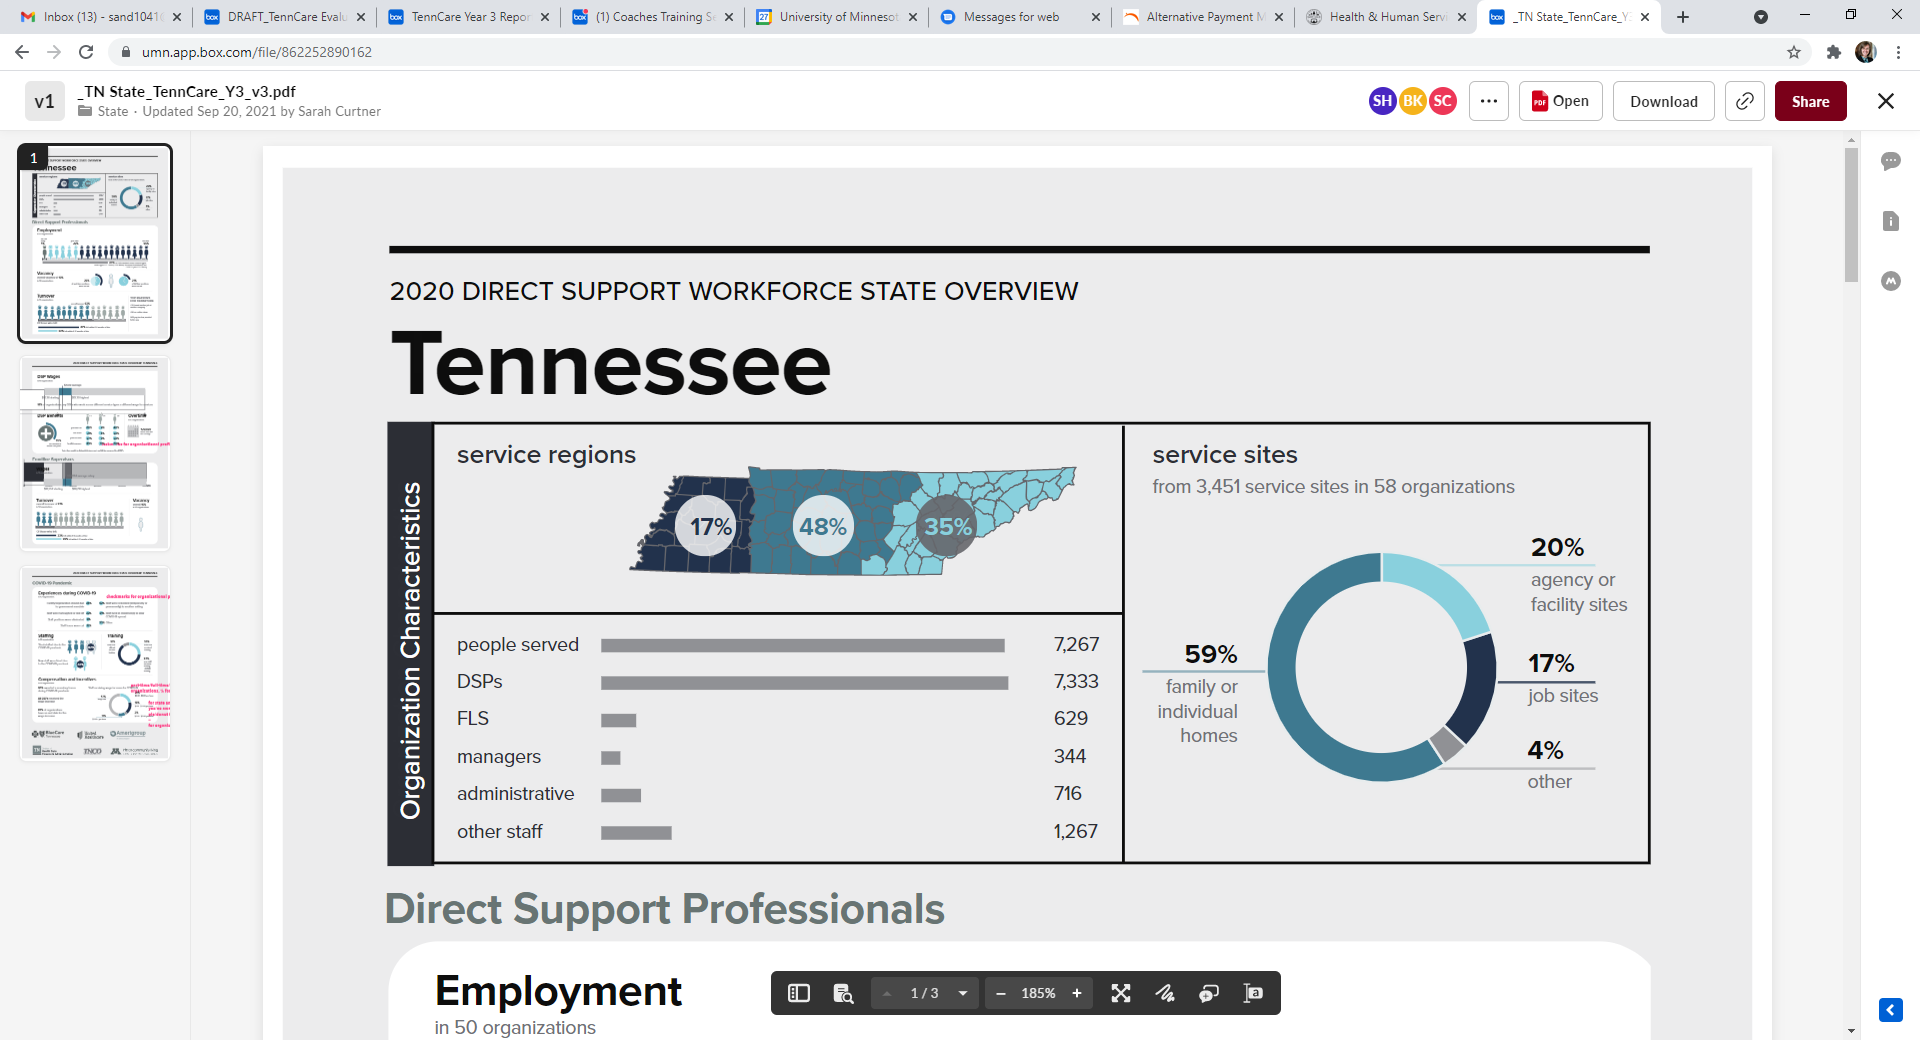 Inbox (13) - sand1041
DRAFT_TennCare Evalu
TennCare Year 3 Repor
(1) Coaches Training Se
University of Minnesot
Messages for web
Alternative Payment M
Health & Human Serv
_TN State_TennCare_Y3
umn.app.box.com/file/862252890162
v1
_TN State_TennCare_Y3_v3.pdf
State · Updated Sep 20, 2021 by Sarah Curtner
SH BK SC
PDF Open
Download
Share
1
2020 DIRECT SUPPORT WORKFORCE STATE OVERVIEW
Tennessee
Organization Characteristics
service regions
17%
48%
35%
people served 7,267
DSPs 7,333
FLS 629
managers 344
administrative 716
other staff 1,267
service sites
from 3,451 service sites in 58 organizations
20%
agency or
facility sites
59%
family or
individual
homes
17%
job sites
4%
other
Direct Support Professionals
Employment
in 50 organizations
1 / 3
185%